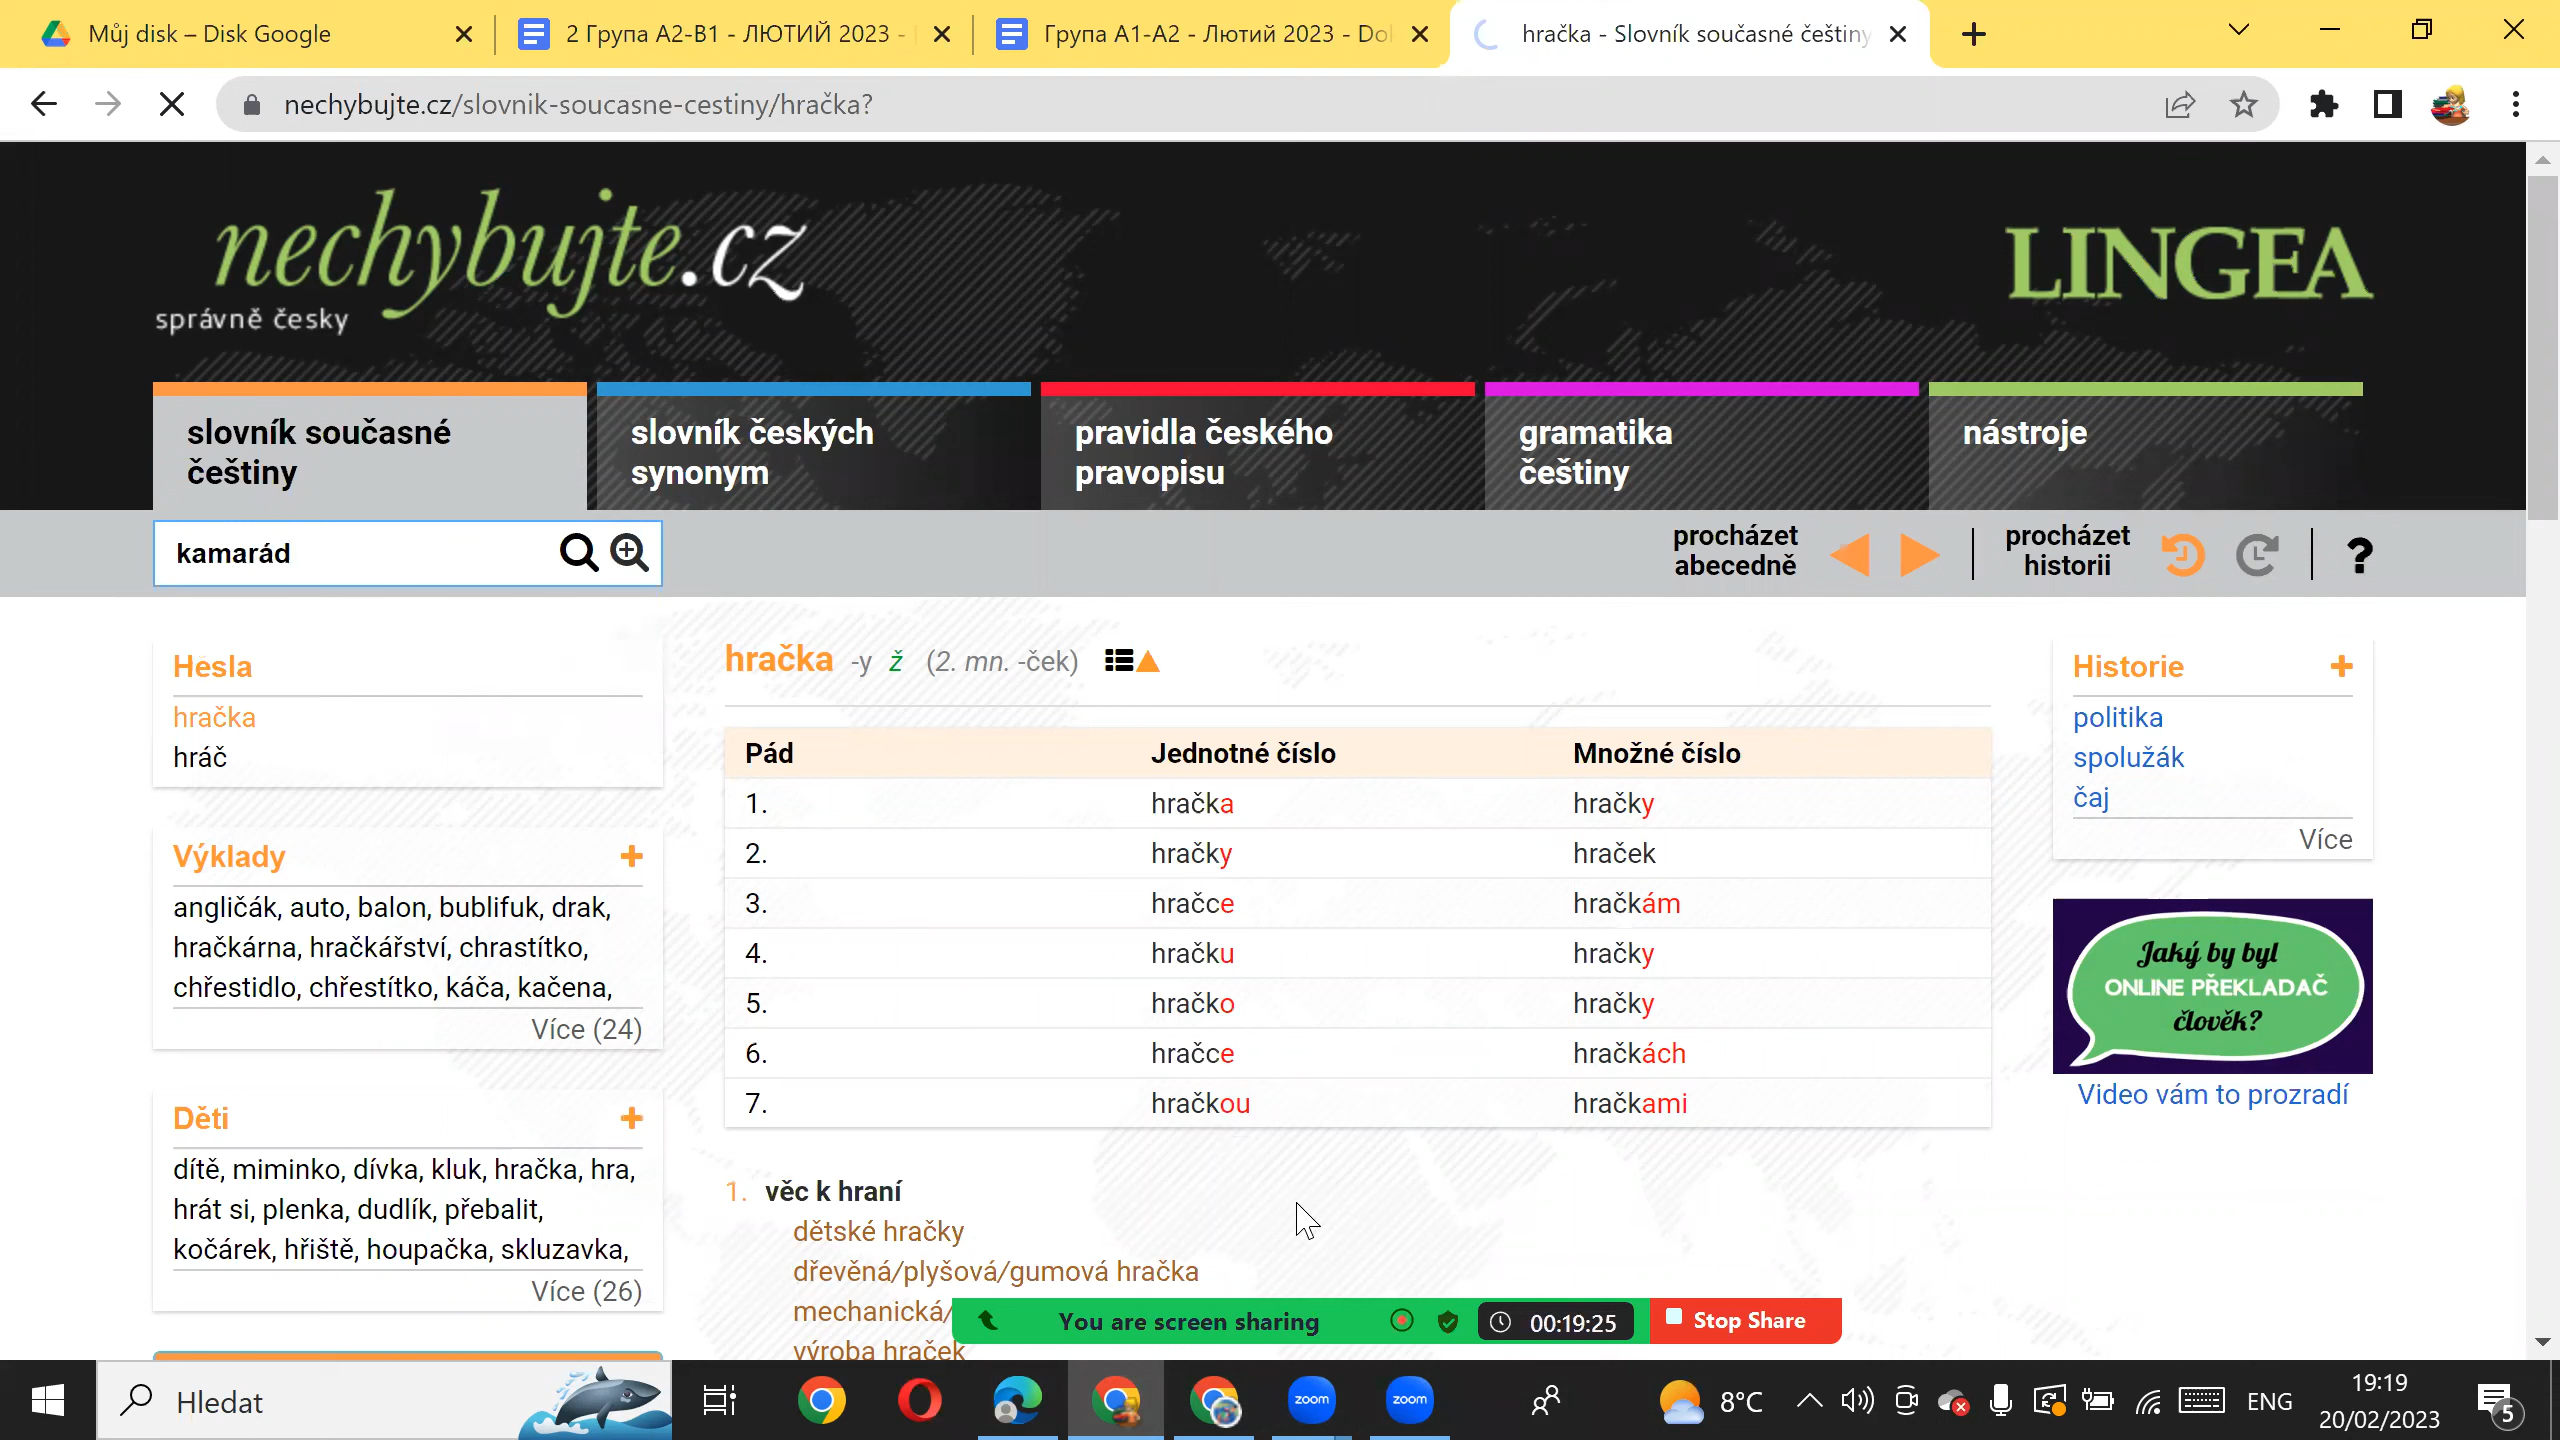 Můj disk – Disk Google
2 Група А2-В1 - ЛЮТИЙ 2023 -
Група А1-А2 - Лютий 2023 - Do
hračka - Slovník současné češtiny
nechybujte.cz/slovnik-soucasne-cestiny/hračka?
nechybujte.cz
správně česky
LINGEA
slovník současné
češtiny
slovník českých
synonym
pravidla českého
pravopisu
gramatika
češtiny
nástroje
kamarád
procházet
abecedně
procházet
historii
?
Hesla
hračka
hráč
Výklady
angličák, auto, balon, bublifuk, drak,
hračkárna, hračkářství, chrastítko,
chřestidlo, chřestítko, káča, kačena,
Více (24)
Děti
dítě, miminko, dívka, kluk, hračka, hra,
hrát si, plenka, dudlík, přebalit,
kočárek, hřiště, houpačka, skluzavka,
Více (26)
hračka -y ž (2. mn. -ček)
Pád Jednotné číslo Množné číslo
1. hračka hračky
2. hračky hraček
3. hračce hračkám
4. hračku hračky
5. hračko hračky
6. hračce hračkách
7. hračkou hračkami
1. věc k hraní
dětské hračky
dřevěná/plyšová/gumová hračka
mechanická/
výroba hraček
Historie
politika
spolužák
čaj
Více
Jaký by byl
ONLINE PŘEKLADAČ
člověk?
Video vám to prozradí
You are screen sharing
00:19:25
Stop Share
Hledat
zoom
zoom
8°C
ENG
19:19
20/02/2023
5